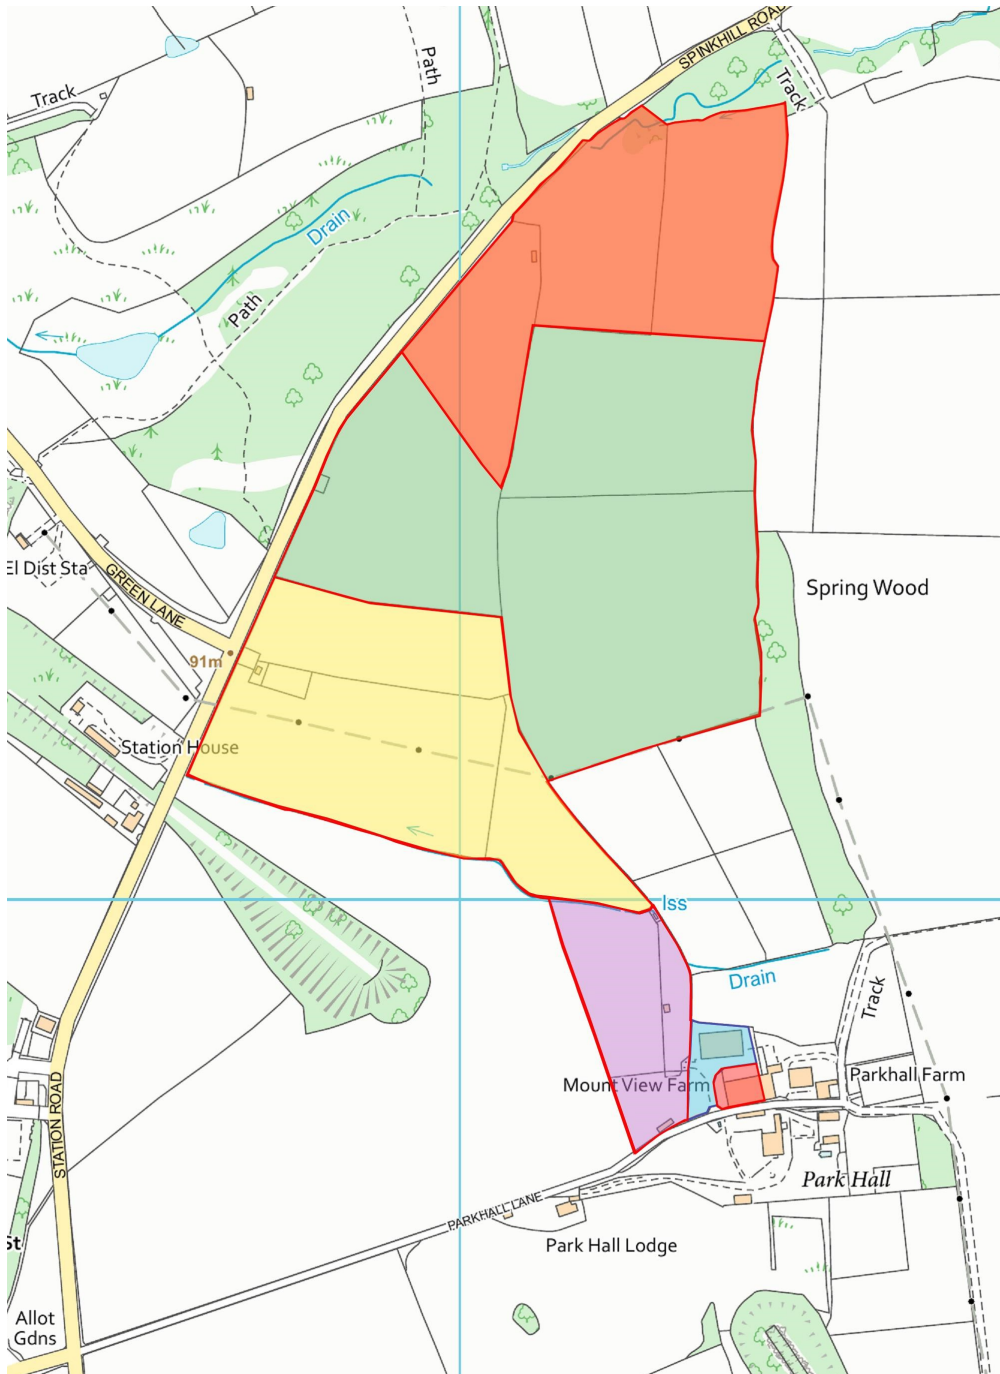 SPINKHILL ROAD
Path
Track
Track
Drain
Path
El Dist Sta
GREEN LANE
Spring Wood
91m
Station House
Iss
Drain
Track
Mount View Farm
Parkhall Farm
STATION ROAD
Park Hall
PARKHALL LANE
St
Park Hall Lodge
Allot
Gdns